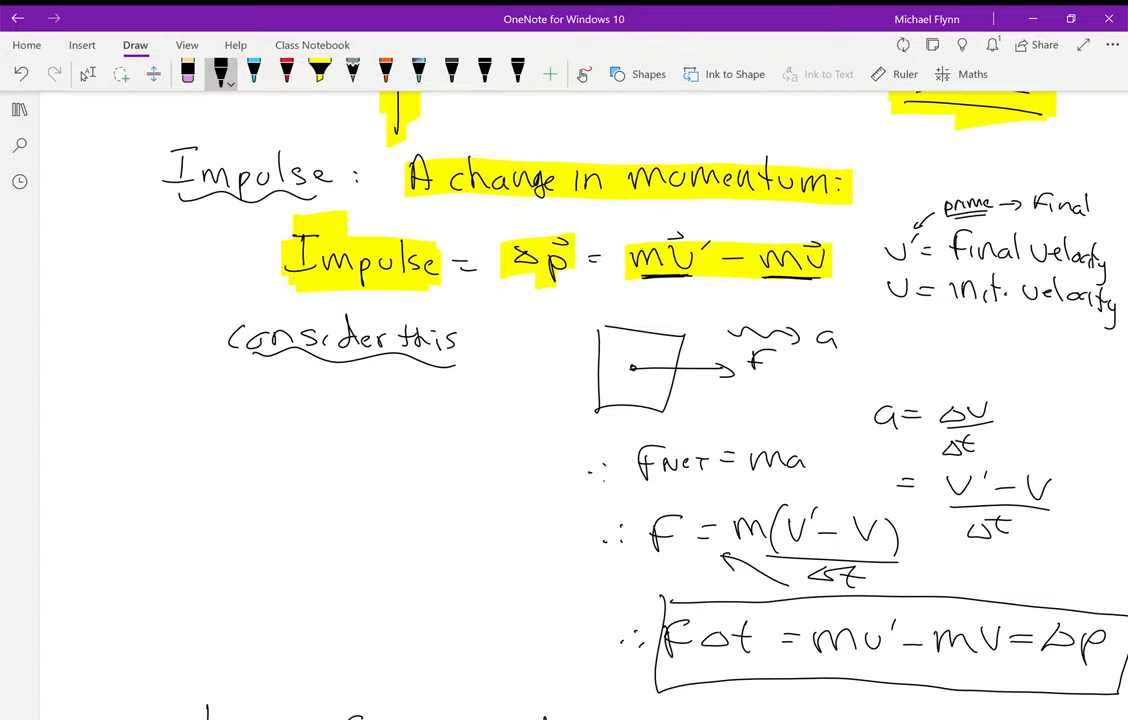 OneNote for Windows 10
Michael Flynn
Home Insert Draw View Help Class Notebook
Share
Shapes Ink to Shape Ink to Text Ruler Maths
Impulse : A change in momentum:
prime → Final
Impulse = Δp⃗ = mv⃗′ − mv⃗
v′ = final velocity
v = init. velocity
consider this
a
F
a = Δv/Δt
∴ FNET = ma
= v′ − v/Δt
∴ F = m(v′ − v)/Δt
∴ FΔt = mv′ − mv = Δp